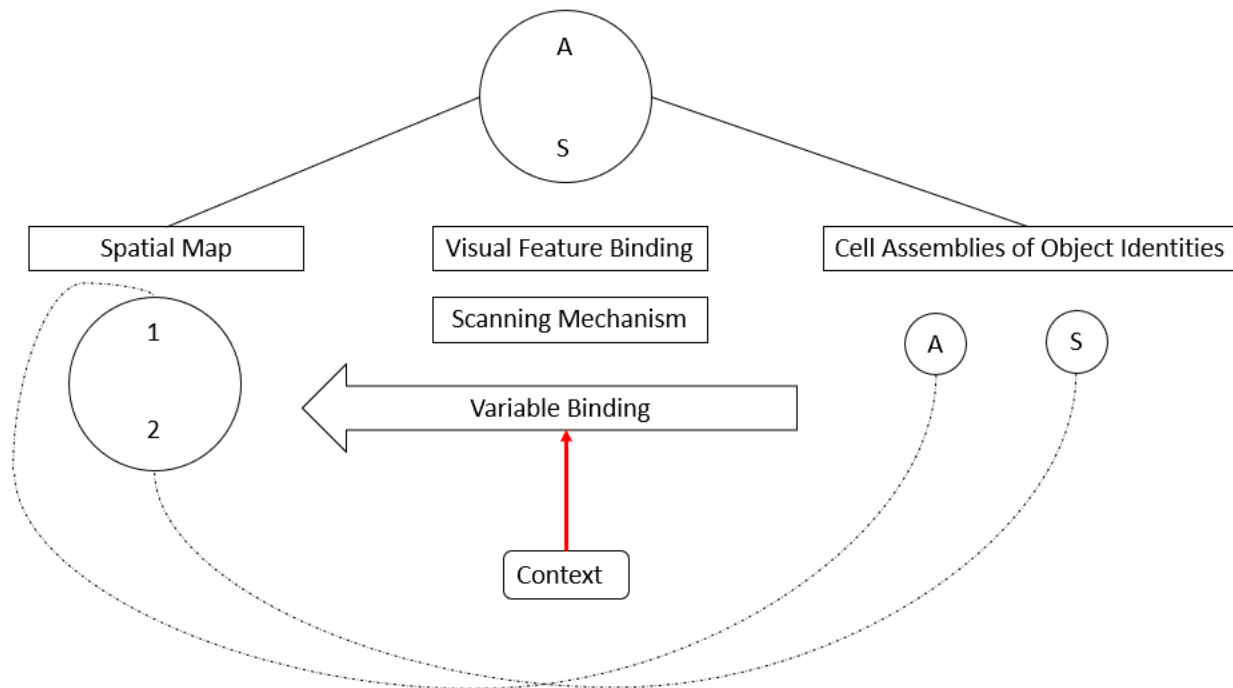 A
S
Spatial Map
Visual Feature Binding
Cell Assemblies of Object Identities
Scanning Mechanism
1
2
A
S
Variable Binding
Context